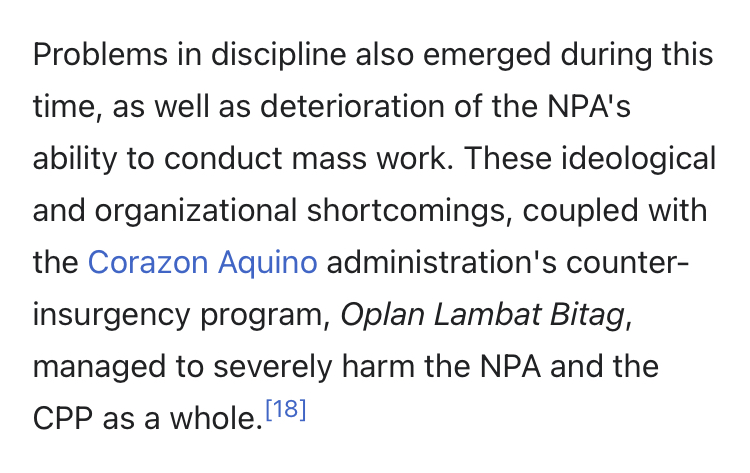 Problems in discipline also emerged during this
time, as well as deterioration of the NPA's
ability to conduct mass work. These ideological
and organizational shortcomings, coupled with
the Corazon Aquino administration's counter-
insurgency program, Oplan Lambat Bitag,
managed to severely harm the NPA and the
CPP as a whole.[18]